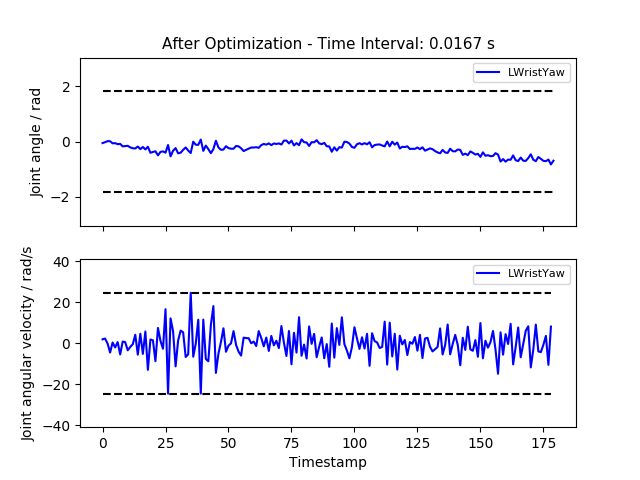 After Optimization - Time Interval: 0.0167 s
Joint angle / rad
2
0
−2
LWristYaw
Joint angular velocity / rad/s
40
20
0
−20
−40
LWristYaw
0 25 50 75 100 125 150 175
Timestamp